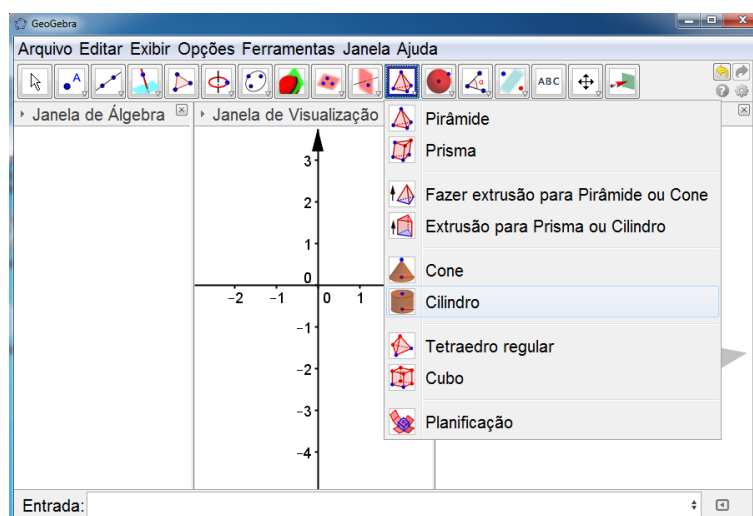 GeoGebra
Arquivo Editar Exibir Opções Ferramentas Janela Ajuda
A
α
ABC
Janela de Álgebra
Janela de Visualização
Pirâmide
Prisma
Fazer extrusão para Pirâmide ou Cone
Extrusão para Prisma ou Cilindro
Cone
Cilindro
Tetraedro regular
Cubo
Planificação
3
2
1
0
-2 -1 0 1
-1
-2
-3
-4
Entrada: